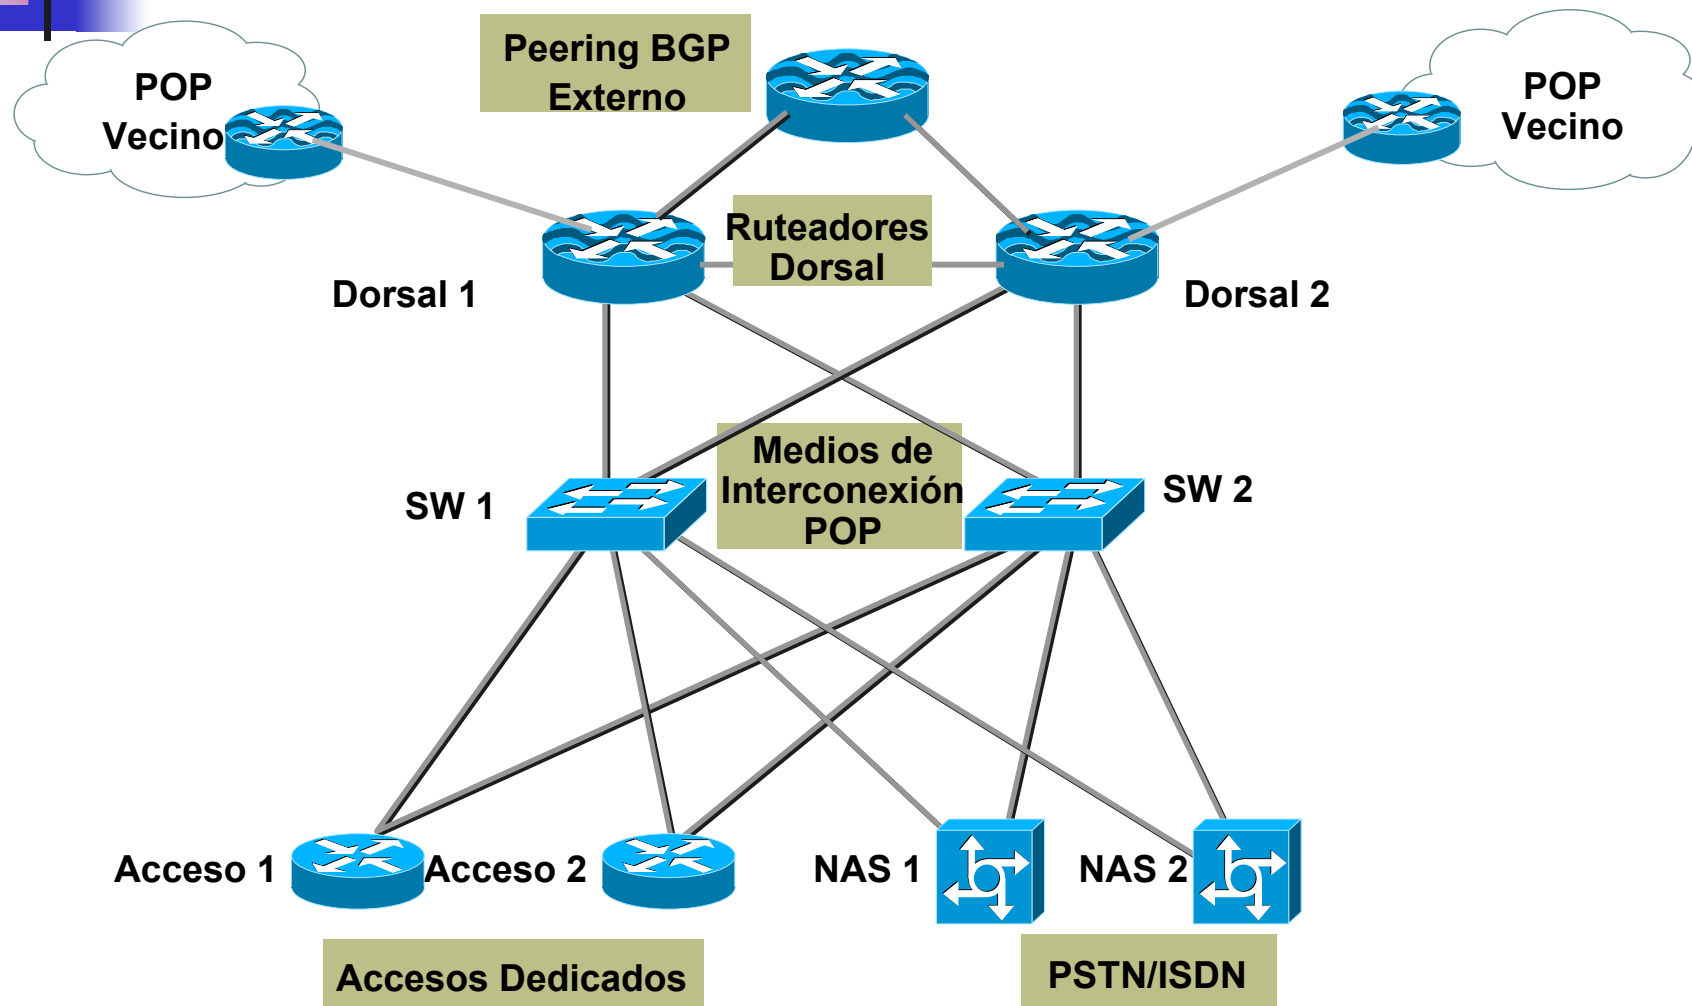 Peering BGP
Externo
POP
Vecino
POP
Vecino
Ruteadores
Dorsal
Dorsal 1
Dorsal 2
Medios de
Interconexión
POP
SW 1
SW 2
Acceso 1
Acceso 2
NAS 1
NAS 2
Accesos Dedicados
PSTN/ISDN